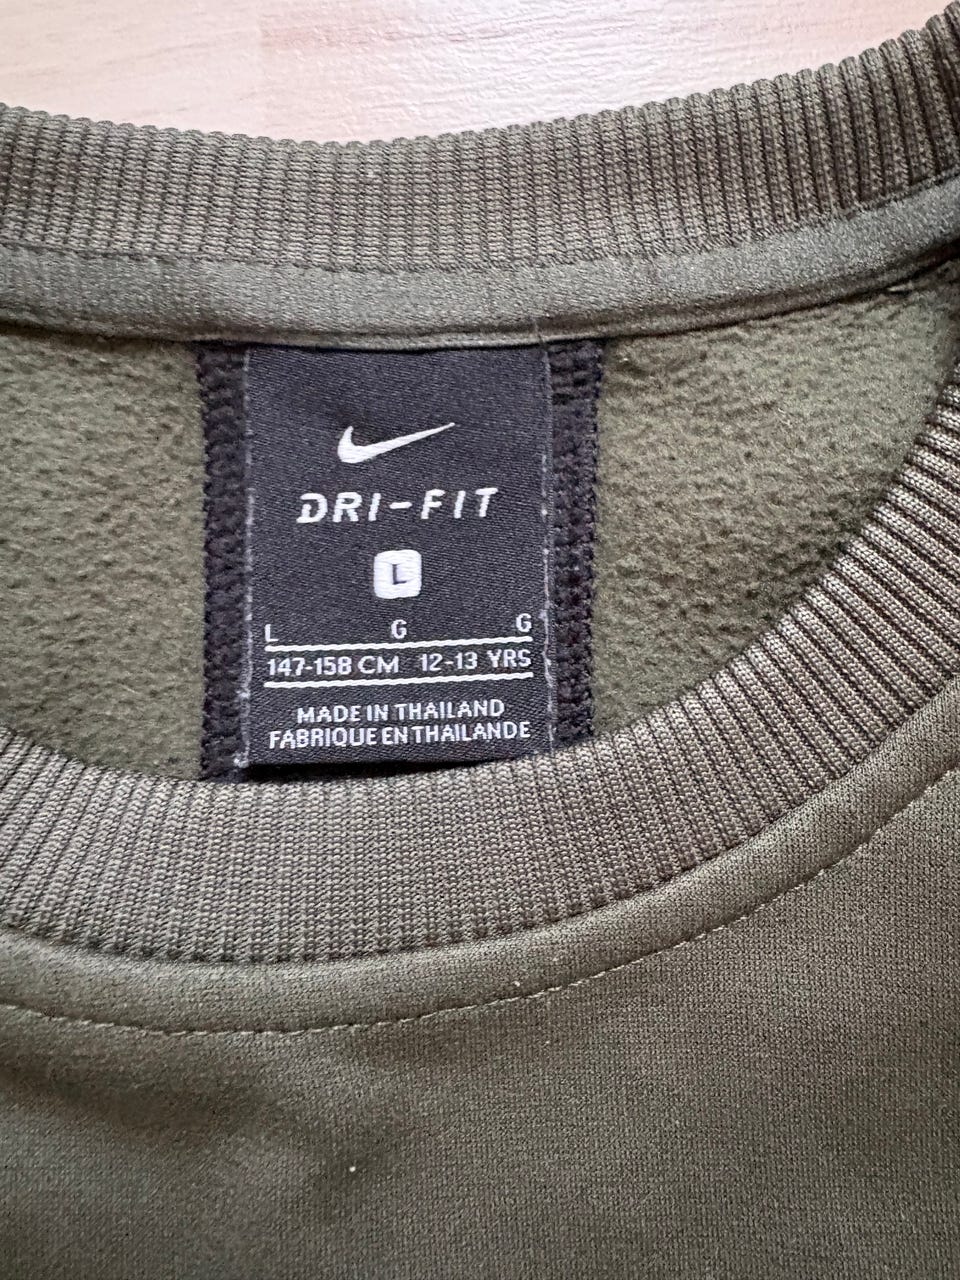 DRI-FIT
L
L G G
147-158 CM 12-13 YRS
MADE IN THAILAND
FABRIQUE EN THAILANDE